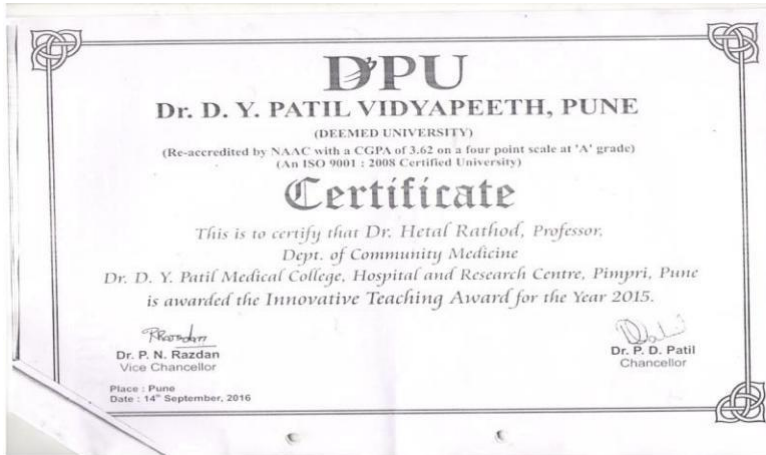 DPU
Dr. D. Y. PATIL VIDYAPEETH, PUNE
(DEEMED UNIVERSITY)
(Re-accredited by NAAC with a CGPA of 3.62 on a four point scale at 'A' grade)
(An ISO 9001 : 2008 Certified University)
Certificate
This is to certify that Dr. Hetal Rathod, Professor,
Dept. of Community Medicine
Dr. D. Y. Patil Medical College, Hospital and Research Centre, Pimpri, Pune
is awarded the Innovative Teaching Award for the Year 2015.
Dr. P. N. Razdan
Vice Chancellor
Dr. P. D. Patil
Chancellor
Place : Pune
Date : 14th September, 2016